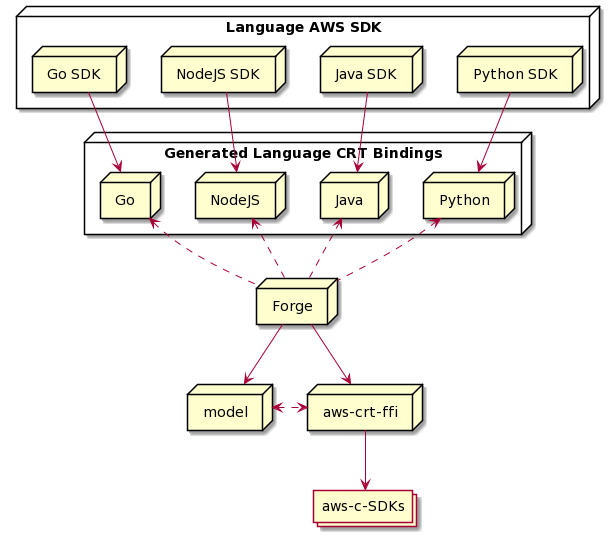 Language AWS SDK
Go SDK
NodeJS SDK
Java SDK
Python SDK
Generated Language CRT Bindings
Go
NodeJS
Java
Python
Forge
model
aws-crt-ffi
aws-c-SDKs